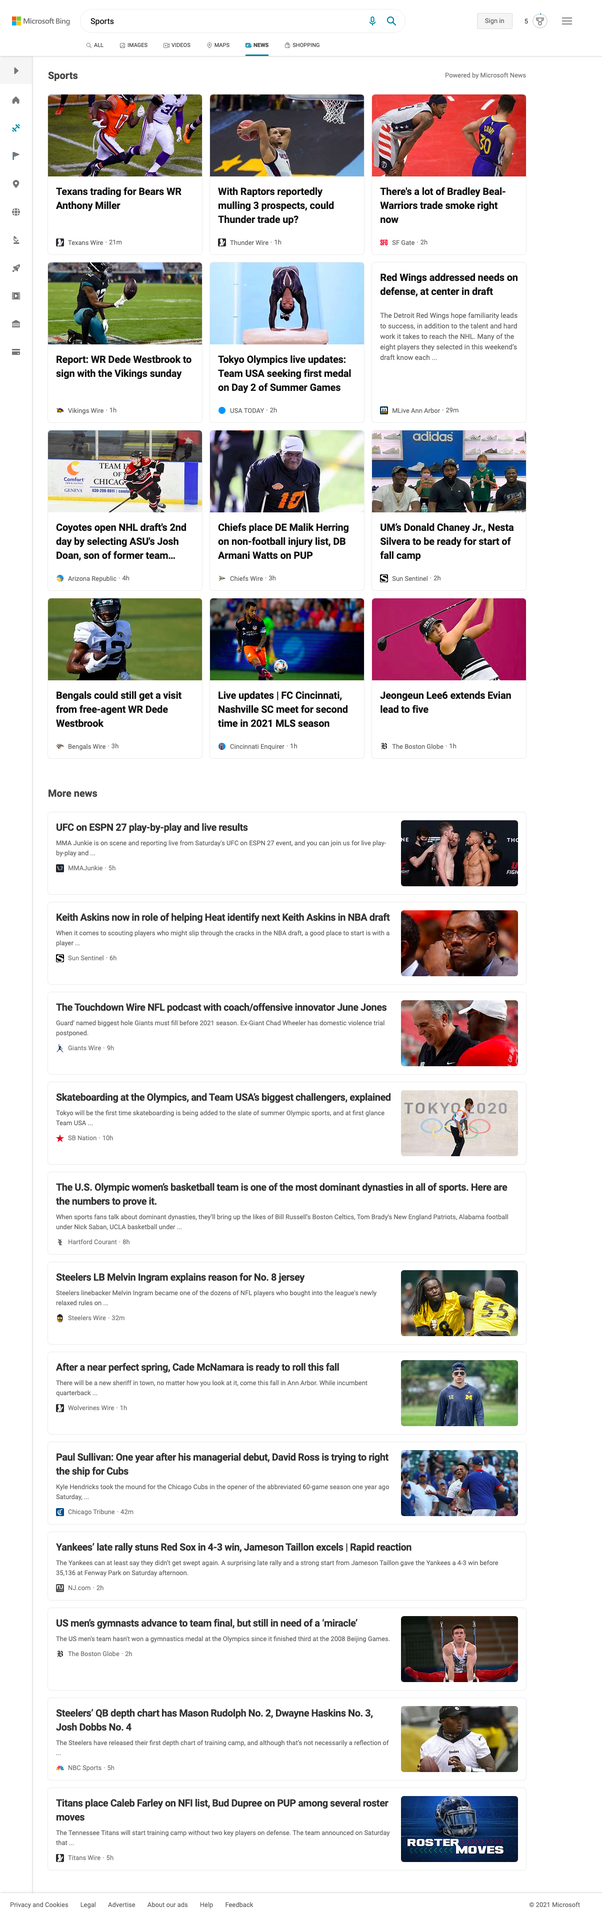 Microsoft Bing
Sports
Sign in
5
ALL
IMAGES
VIDEOS
MAPS
NEWS
SHOPPING
Sports
Powered by Microsoft News
Texans trading for Bears WR
Anthony Miller
Texans Wire · 21m
With Raptors reportedly
mulling 3 prospects, could
Thunder trade up?
Thunder Wire · 1h
There's a lot of Bradley Beal-
Warriors trade smoke right
now
SF Gate · 2h
Report: WR Dede Westbrook to
sign with the Vikings sunday
Vikings Wire · 1h
Tokyo Olympics live updates:
Team USA seeking first medal
on Day 2 of Summer Games
USA TODAY · 2h
Red Wings addressed needs on
defense, at center in draft
The Detroit Red Wings hope familiarity leads
to success, in addition to the talent and hard
work it takes to reach the NHL. Many of the
eight players they selected in this weekend's
draft know each ...
MLive Ann Arbor · 29m
Coyotes open NHL draft's 2nd
day by selecting ASU's Josh
Doan, son of former team...
Arizona Republic · 4h
Chiefs place DE Malik Herring
on non-football injury list, DB
Armani Watts on PUP
Chiefs Wire · 3h
adidas
UM's Donald Chaney Jr., Nesta
Silvera to be ready for start of
fall camp
Sun Sentinel · 2h
Bengals could still get a visit
from free-agent WR Dede
Westbrook
Bengals Wire · 3h
Live updates | FC Cincinnati,
Nashville SC meet for second
time in 2021 MLS season
Cincinnati Enquirer · 1h
Jeongeun Lee6 extends Evian
lead to five
The Boston Globe · 1h
More news
UFC on ESPN 27 play-by-play and live results
MMA Junkie is on scene and reporting live from Saturday's UFC on ESPN 27 event, and you can join us for live play-
by-play and ...
MMAJunkie · 5h
Keith Askins now in role of helping Heat identify next Keith Askins in NBA draft
When it comes to scouting players who might slip through the cracks in the NBA draft, a good place to start is with a
player ...
Sun Sentinel · 6h
The Touchdown Wire NFL podcast with coach/offensive innovator June Jones
Guard' named biggest hole Giants must fill before 2021 season. Ex-Giant Chad Wheeler has domestic violence trial
postponed.
Giants Wire · 9h
Skateboarding at the Olympics, and Team USA's biggest challengers, explained
Tokyo will be the first time skateboarding is being added to the slate of summer Olympic sports, and at first glance
Team USA ...
SB Nation · 10h
TOKYO 2020
The U.S. Olympic women's basketball team is one of the most dominant dynasties in all of sports. Here are
the numbers to prove it.
When sports fans talk about dominant dynasties, they'll bring up the likes of Bill Russell's Boston Celtics, Tom Brady's New England Patriots, Alabama football
under Nick Saban, UCLA basketball under ...
Hartford Courant · 8h
Steelers LB Melvin Ingram explains reason for No. 8 jersey
Steelers linebacker Melvin Ingram became one of the dozens of NFL players who bought into the league's newly
relaxed rules on ...
Steelers Wire · 32m
After a near perfect spring, Cade McNamara is ready to roll this fall
There will be a new sheriff in town, no matter how you look at it, come this fall in Ann Arbor. While incumbent
quarterback ...
Wolverines Wire · 1h
Paul Sullivan: One year after his managerial debut, David Ross is trying to right
the ship for Cubs
Kyle Hendricks took the mound for the Chicago Cubs in the opener of the abbreviated 60-game season one year ago
Saturday, ...
Chicago Tribune · 42m
Yankees' late rally stuns Red Sox in 4-3 win, Jameson Taillon excels | Rapid reaction
The Yankees can at least say they didn't get swept again. A surprising late rally and a strong start from Jameson Taillon gave the Yankees a 4-3 win before
35,136 at Fenway Park on Saturday afternoon.
NJ.com · 2h
US men's gymnasts advance to team final, but still in need of a 'miracle'
The US men's team hasn't won a gymnastics medal at the Olympics since it finished third at the 2008 Beijing Games.
The Boston Globe · 2h
Steelers' QB depth chart has Mason Rudolph No. 2, Dwayne Haskins No. 3,
Josh Dobbs No. 4
The Steelers have released their first depth chart of training camp, and although that's not necessarily a reflection of
...
NBC Sports · 5h
Titans place Caleb Farley on NFI list, Bud Dupree on PUP among several roster
moves
The Tennessee Titans will start training camp without two key players on defense. The team announced on Saturday
that ...
Titans Wire · 5h
ROSTER
MOVES
Privacy and Cookies
Legal
Advertise
About our ads
Help
Feedback
© 2021 Microsoft